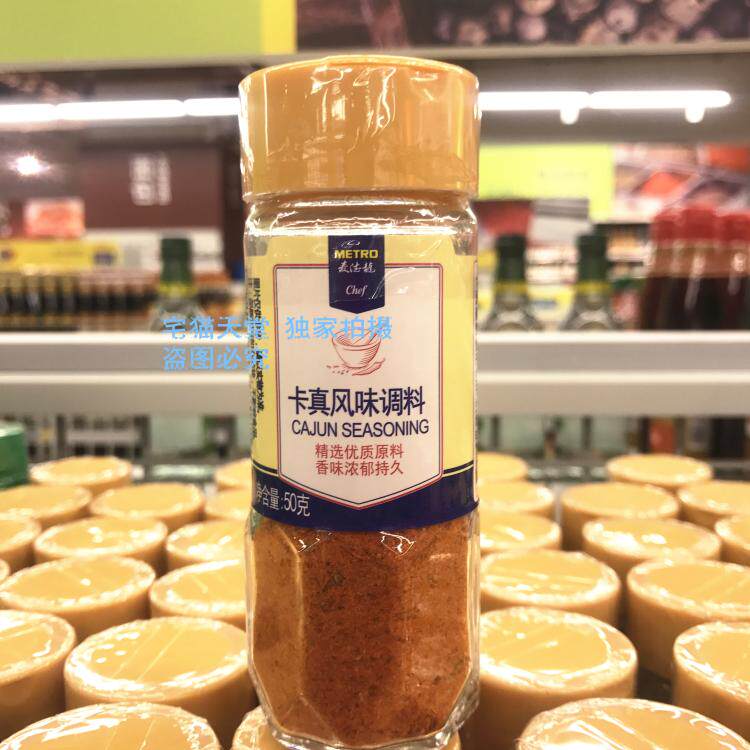 METRO
麦德龍
Chef
宅猫天堂 独家拍摄
盗图必究
卡真风味调料
CAJUN SEASONING
精选优质原料
香味浓郁持久
净含量:50克